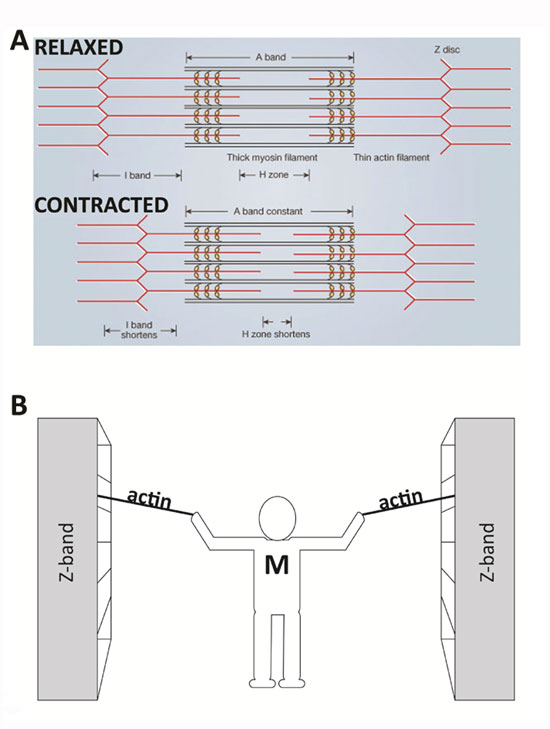 A
RELAXED
A band
Z disc
Thick myosin filament
Thin actin filament
I band
H zone
CONTRACTED
A band constant
I band
shortens
H zone shortens
B
actin
actin
Z-band
M
Z-band